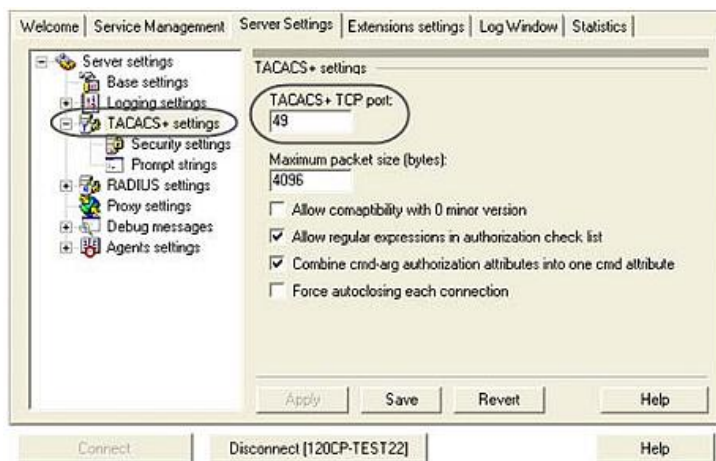 Welcome Service Management Server Settings Extensions settings Log Window Statistics
Server settings
Base settings
Logging settings
TACACS+ settings
Security settings
Prompt strings
RADIUS settings
Proxy settings
Debug messages
Agents settings
TACACS+ settings
TACACS+ TCP port:
49
Maximum packet size (bytes):
4096
Allow comaptibility with 0 minor version
Allow regular expressions in authorization check list
Combine cmd-arg authorization attributes into one cmd attribute
Force autoclosing each connection
Apply Save Revert Help
Connect Disconnect [120CP-TEST22] Help